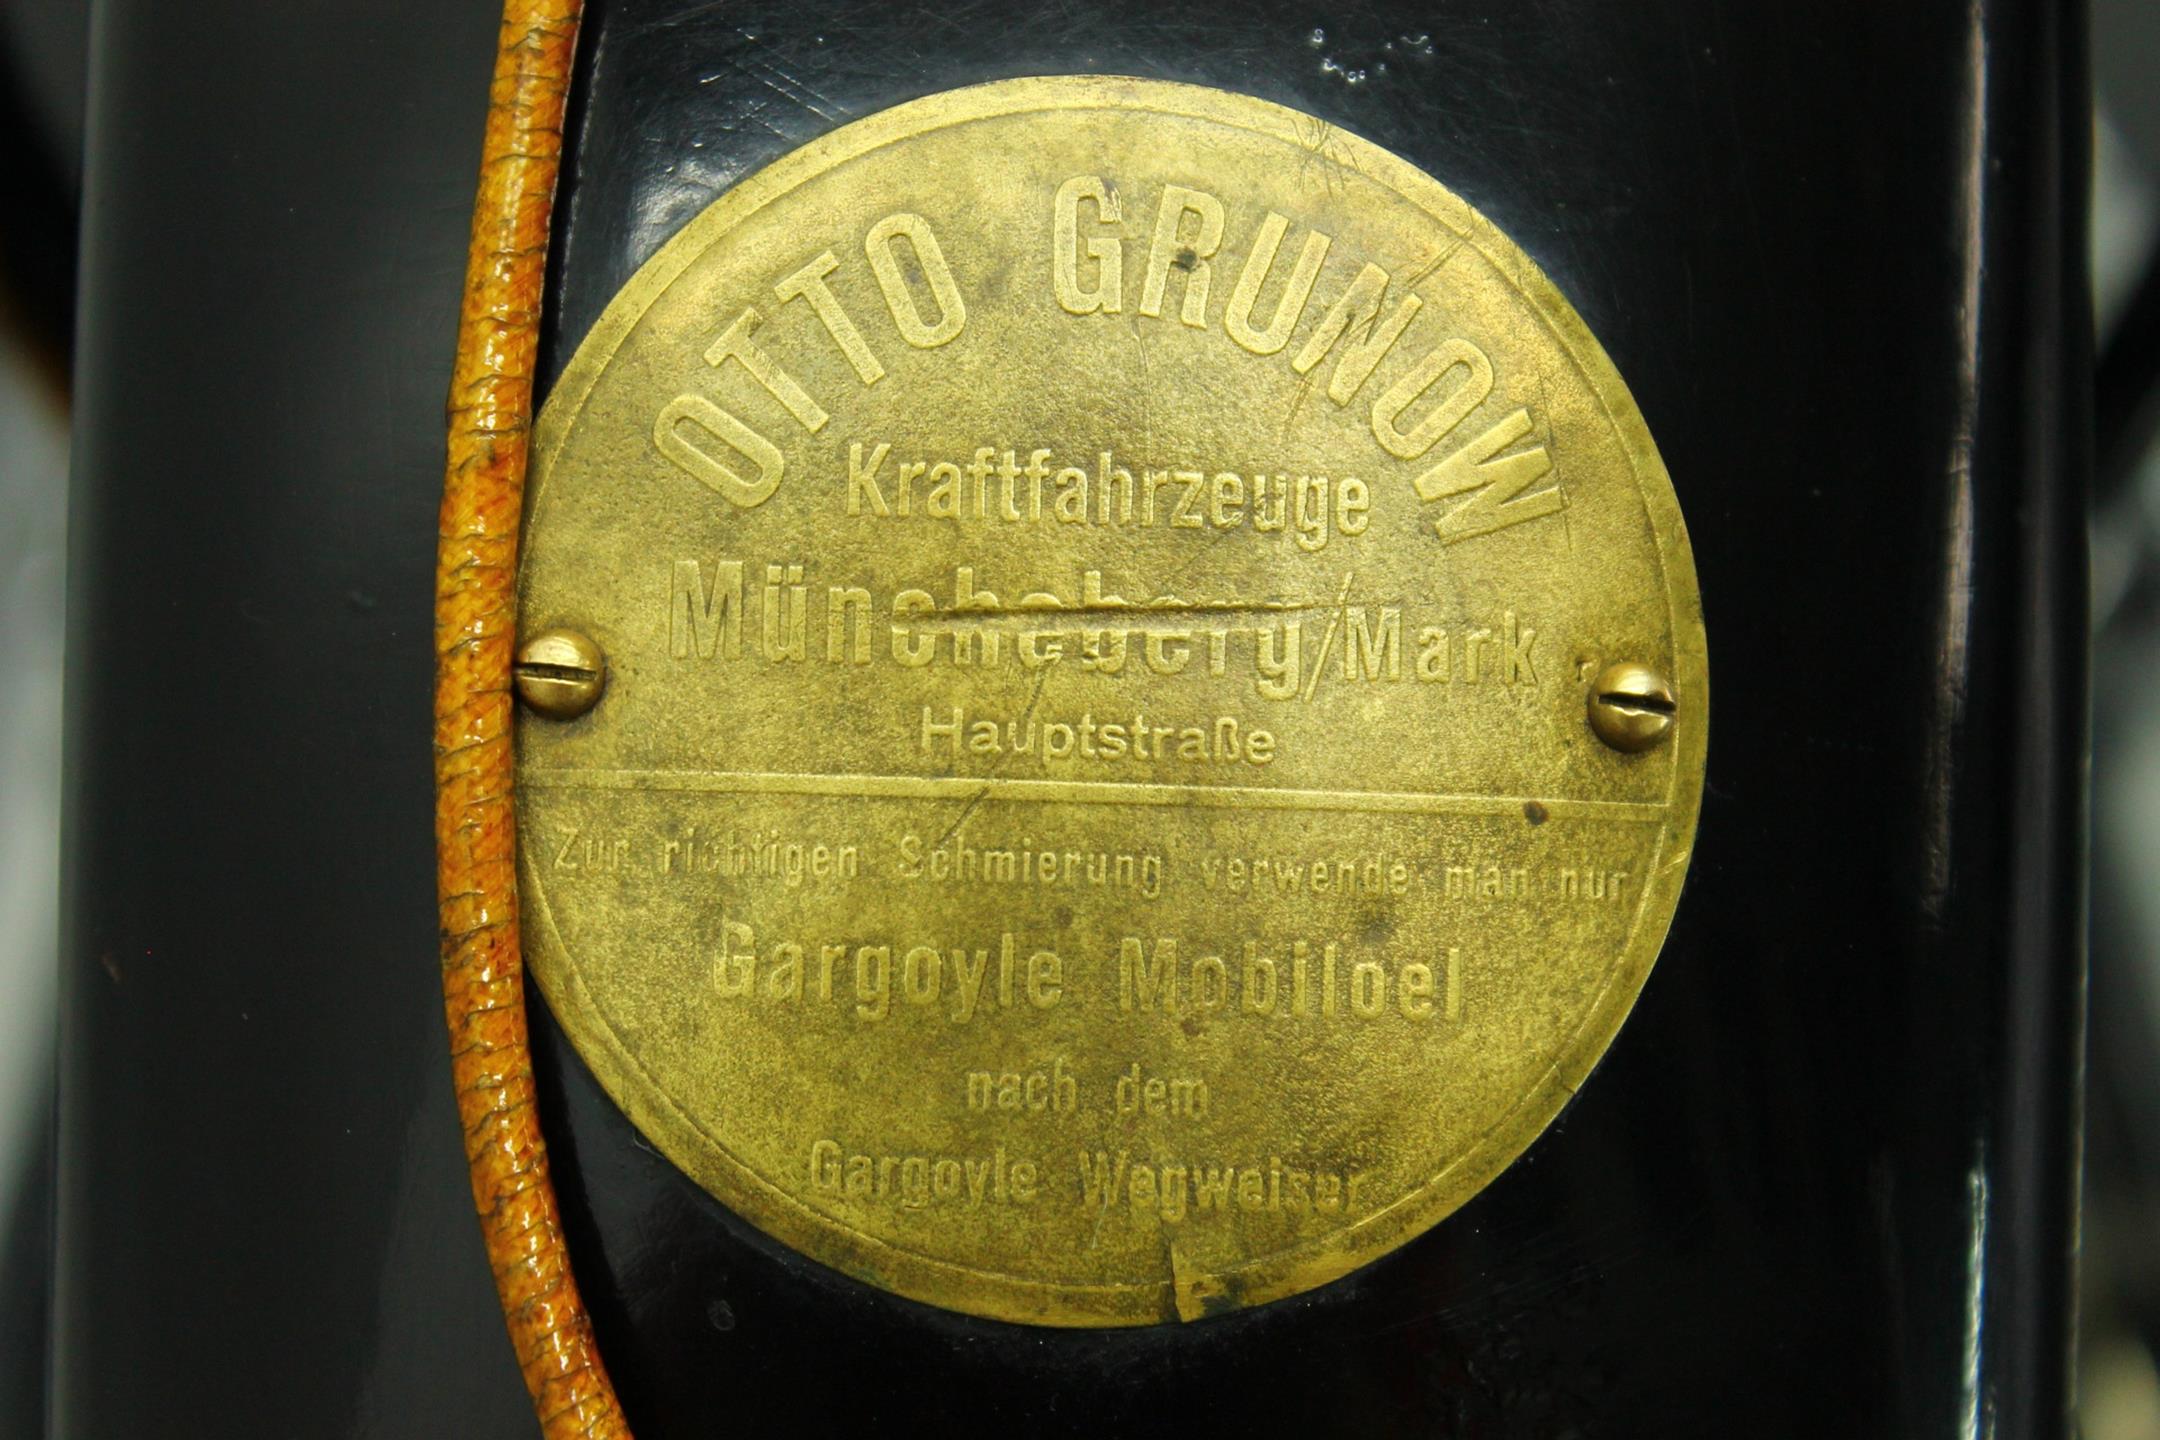 OTTO GRUNOW
Kraftfahrzeuge
Müncheberg/Mark
Hauptstraße
Zur richtigen Schmierung verwende man nur
Gargoyle Mobiloel
nach dem
Gargoyle Wegweiser